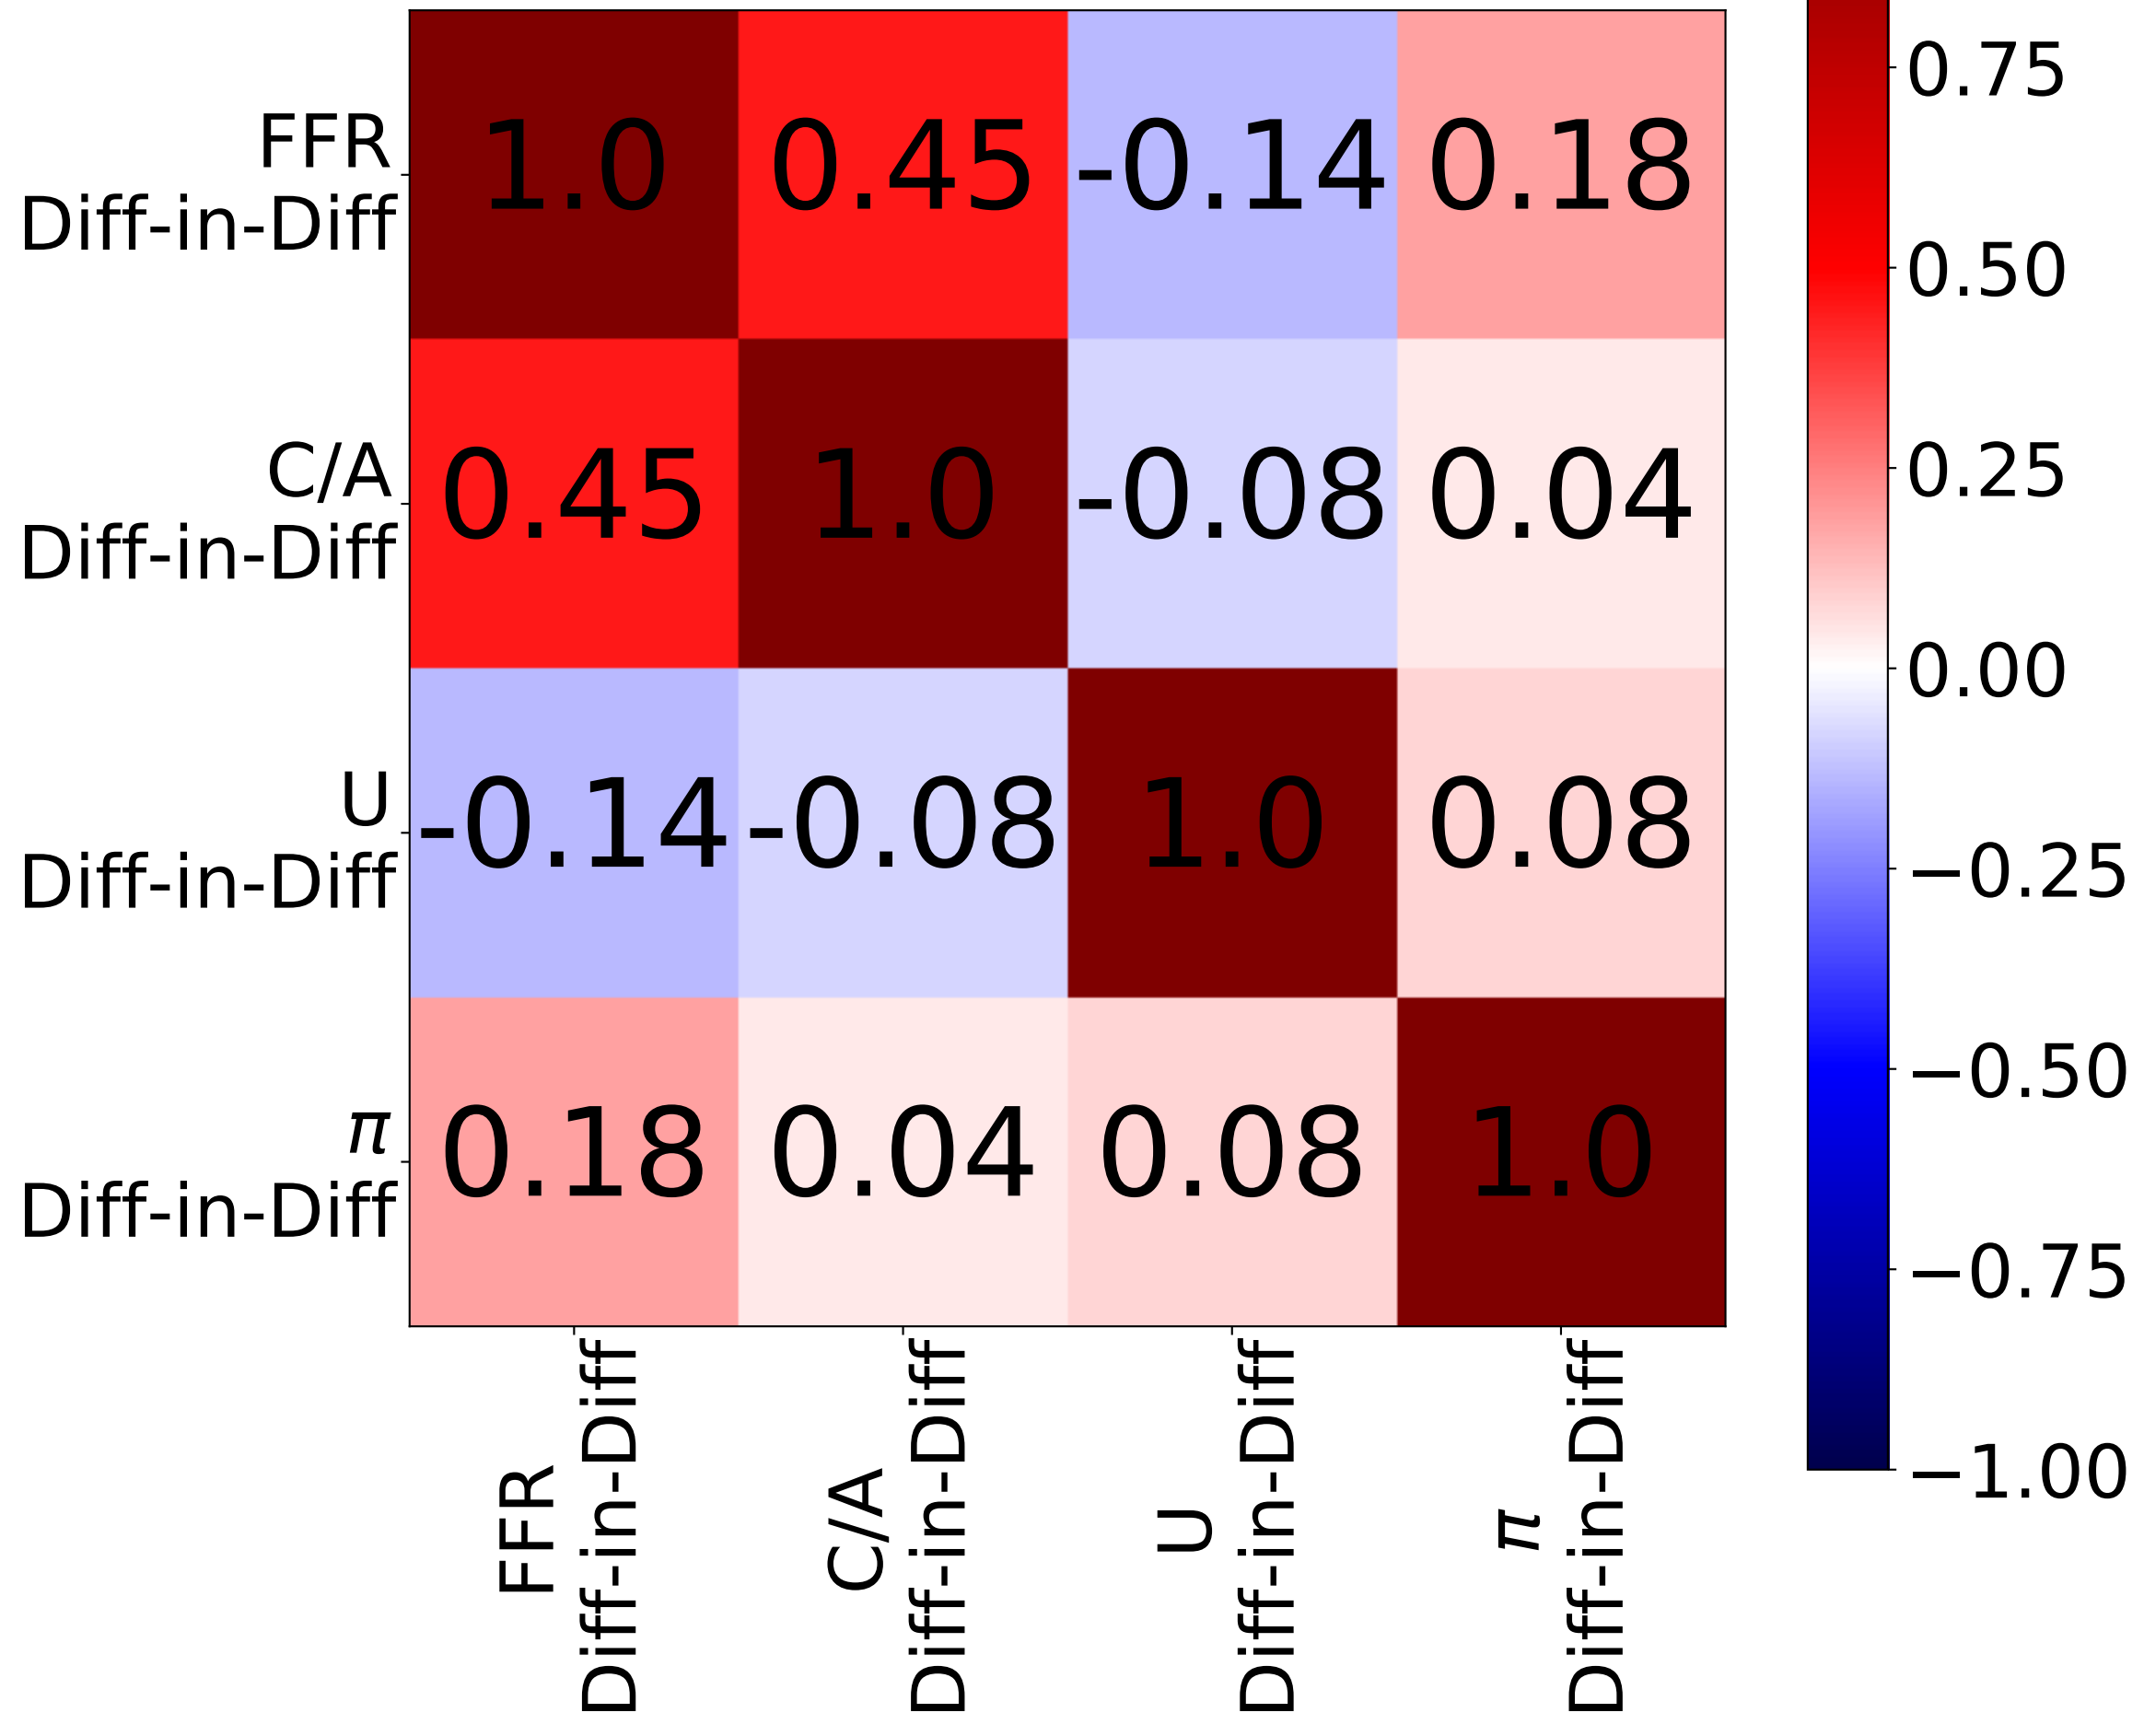 FFR
Diff-in-Diff
C/A
Diff-in-Diff
U
Diff-in-Diff
π
Diff-in-Diff
1.0 0.45 -0.14 0.18
0.45 1.0 -0.08 0.04
-0.14 -0.08 1.0 0.08
0.18 0.04 0.08 1.0
FFR
Diff-in-Diff
C/A
Diff-in-Diff
U
Diff-in-Diff
π
Diff-in-Diff
0.75
0.50
0.25
0.00
−0.25
−0.50
−0.75
−1.00